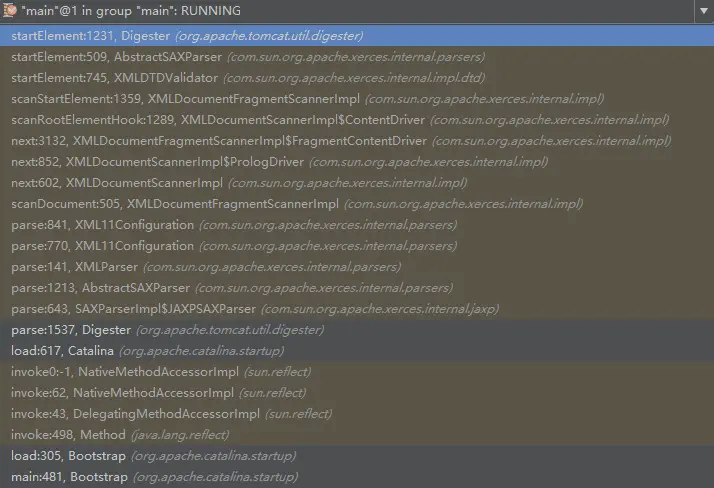 "main"@1 in group "main": RUNNING
startElement:1231, Digester (org.apache.tomcat.util.digester)
startElement:509, AbstractSAXParser (com.sun.org.apache.xerces.internal.parsers)
startElement:745, XMLDTDValidator (com.sun.org.apache.xerces.internal.impl.dtd)
scanStartElement:1359, XMLDocumentFragmentScannerImpl (com.sun.org.apache.xerces.internal.impl)
scanRootElementHook:1289, XMLDocumentScannerImpl$ContentDriver (com.sun.org.apache.xerces.internal.impl)
next:3132, XMLDocumentFragmentScannerImpl$FragmentContentDriver (com.sun.org.apache.xerces.internal.impl)
next:852, XMLDocumentScannerImpl$PrologDriver (com.sun.org.apache.xerces.internal.impl)
next:602, XMLDocumentScannerImpl (com.sun.org.apache.xerces.internal.impl)
scanDocument:505, XMLDocumentFragmentScannerImpl (com.sun.org.apache.xerces.internal.impl)
parse:841, XML11Configuration (com.sun.org.apache.xerces.internal.parsers)
parse:770, XML11Configuration (com.sun.org.apache.xerces.internal.parsers)
parse:141, XMLParser (com.sun.org.apache.xerces.internal.parsers)
parse:1213, AbstractSAXParser (com.sun.org.apache.xerces.internal.parsers)
parse:643, SAXParserImpl$JAXPSAXParser (com.sun.org.apache.xerces.internal.jaxp)
parse:1537, Digester (org.apache.tomcat.util.digester)
load:617, Catalina (org.apache.catalina.startup)
invoke0:-1, NativeMethodAccessorImpl (sun.reflect)
invoke:62, NativeMethodAccessorImpl (sun.reflect)
invoke:43, DelegatingMethodAccessorImpl (sun.reflect)
invoke:498, Method (java.lang.reflect)
load:305, Bootstrap (org.apache.catalina.startup)
main:481, Bootstrap (org.apache.catalina.startup)